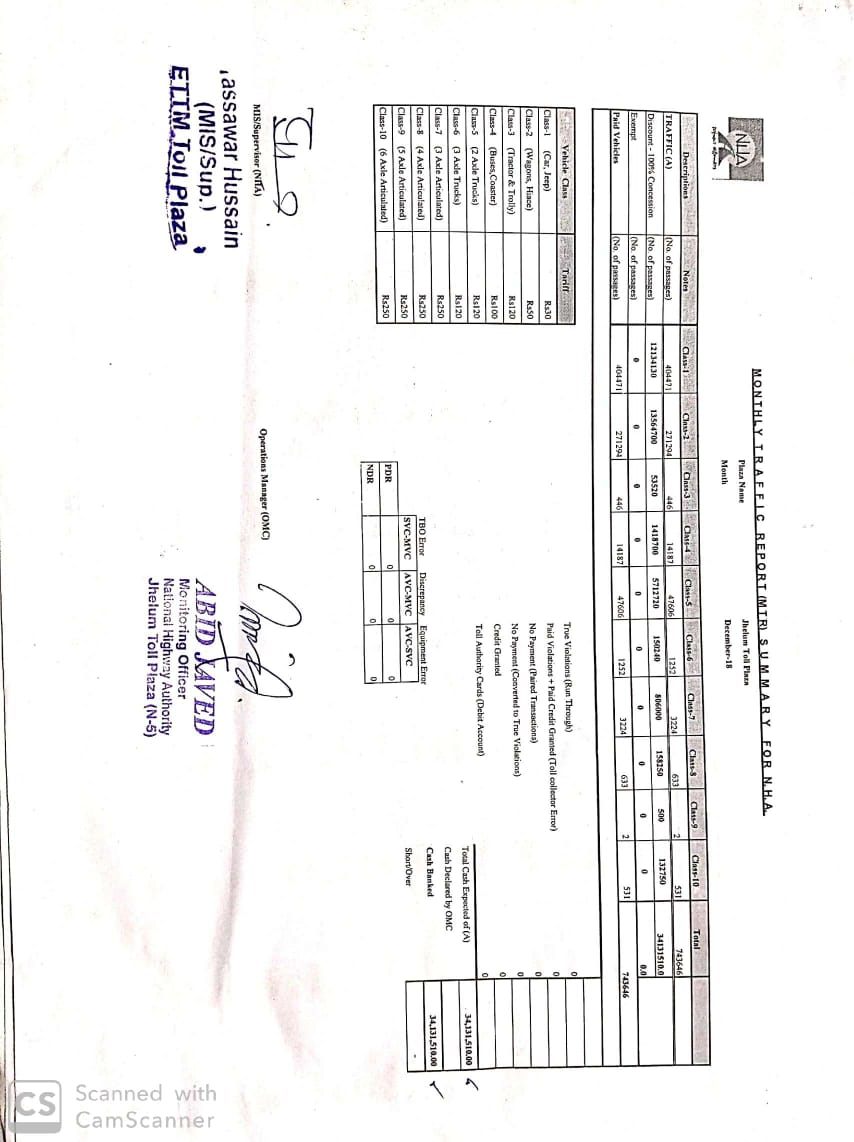 NHA
MONTHLY TRAFFIC REPORT (MTR) SUMMARY FOR N.H.A.
Plaza Name Jhelum Toll Plaza
Month December-18
Descriptions Notes Class-1 Class-2 Class-3 Class-4 Class-5 Class-6 Class-7 Class-8 Class-9 Class-10 Total
TRAFFIC (A) (No. of passages) 404471 271294 446 14187 47606 1252 3224 633 2 531 743646
Discount - 100% Concession (No. of passages) 12134130 13564700 53520 1418700 5712720 150240 806000 158250 500 132750 34131510.0
Exempt (No. of passages) 0 0 0 0 0 0 0 0 0 0 0.0
Paid Vehicles (No. of passages) 404471 271294 446 14187 47606 1252 3224 633 2 531 743646
Vehicle Class Tariff
Class-1 (Car, Jeep) Rs30
Class-2 (Wagons, Hiace) Rs50
Class-3 (Tractor & Trolly) Rs120
Class-4 (Buses,Coaster) Rs100
Class-5 (2 Axle Trucks) Rs120
Class-6 (3 Axle Trucks) Rs120
Class-7 (3 Axle Articulated) Rs250
Class-8 (4 Axle Articulated) Rs250
Class-9 (5 Axle Articulated) Rs250
Class-10 (6 Axle Articulated) Rs250
True Violations (Run Through) 0
Paid Violations + Paid Credit Granted (Toll collector Error) 0
No Payment (Paired Transactions) 0
No Payment (Converted to True Violations) 0
Credit Granted 0
Toll Authority Cards (Debit Account) 0
Total Cash Expected of (A) 34,131,510.00
Cash Declared by OMC
Cash Banked 34,131,510.00
Short/Over -
TBO Error Discrepancy Equipment Error
SVC-MVC AVC-MVC AVC-SVC
PDR 0 0 0
NDR 0 0 0
MIS/Supervisor (NHA) Operations Manager (OMC)
assawar Hussain
(MIS/Sup.)
Toll Plaza
ABID JAVED
Monitoring Officer
National Highway Authority
Jhelum Toll Plaza (N-5)
CS Scanned with
CamScanner